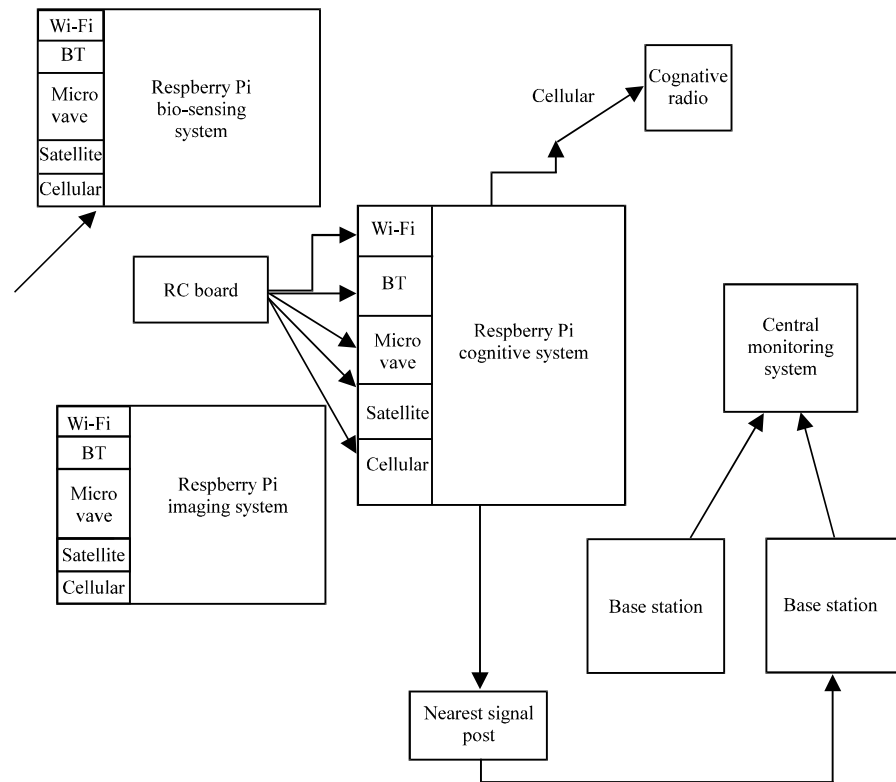 Wi-Fi
BT
Micro
vave
Satellite
Cellular
Respberry Pi
bio-sensing
system
Cellular
Cognative
radio
RC board
Wi-Fi
BT
Micro
vave
Satellite
Cellular
Respberry Pi
cognitive system
Central
monitoring
system
Wi-Fi
BT
Micro
vave
Satellite
Cellular
Respberry Pi
imaging system
Base station
Base station
Nearest signal
post